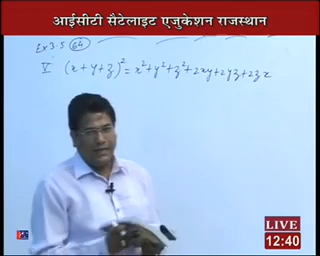 आईसीटी सैटेलाइट एजुकेशन राजस्थान
Ex 3.5 (64)
V (x+y+z)² = x²+y²+z²+2xy+2yz+2zx
LIVE
12:40